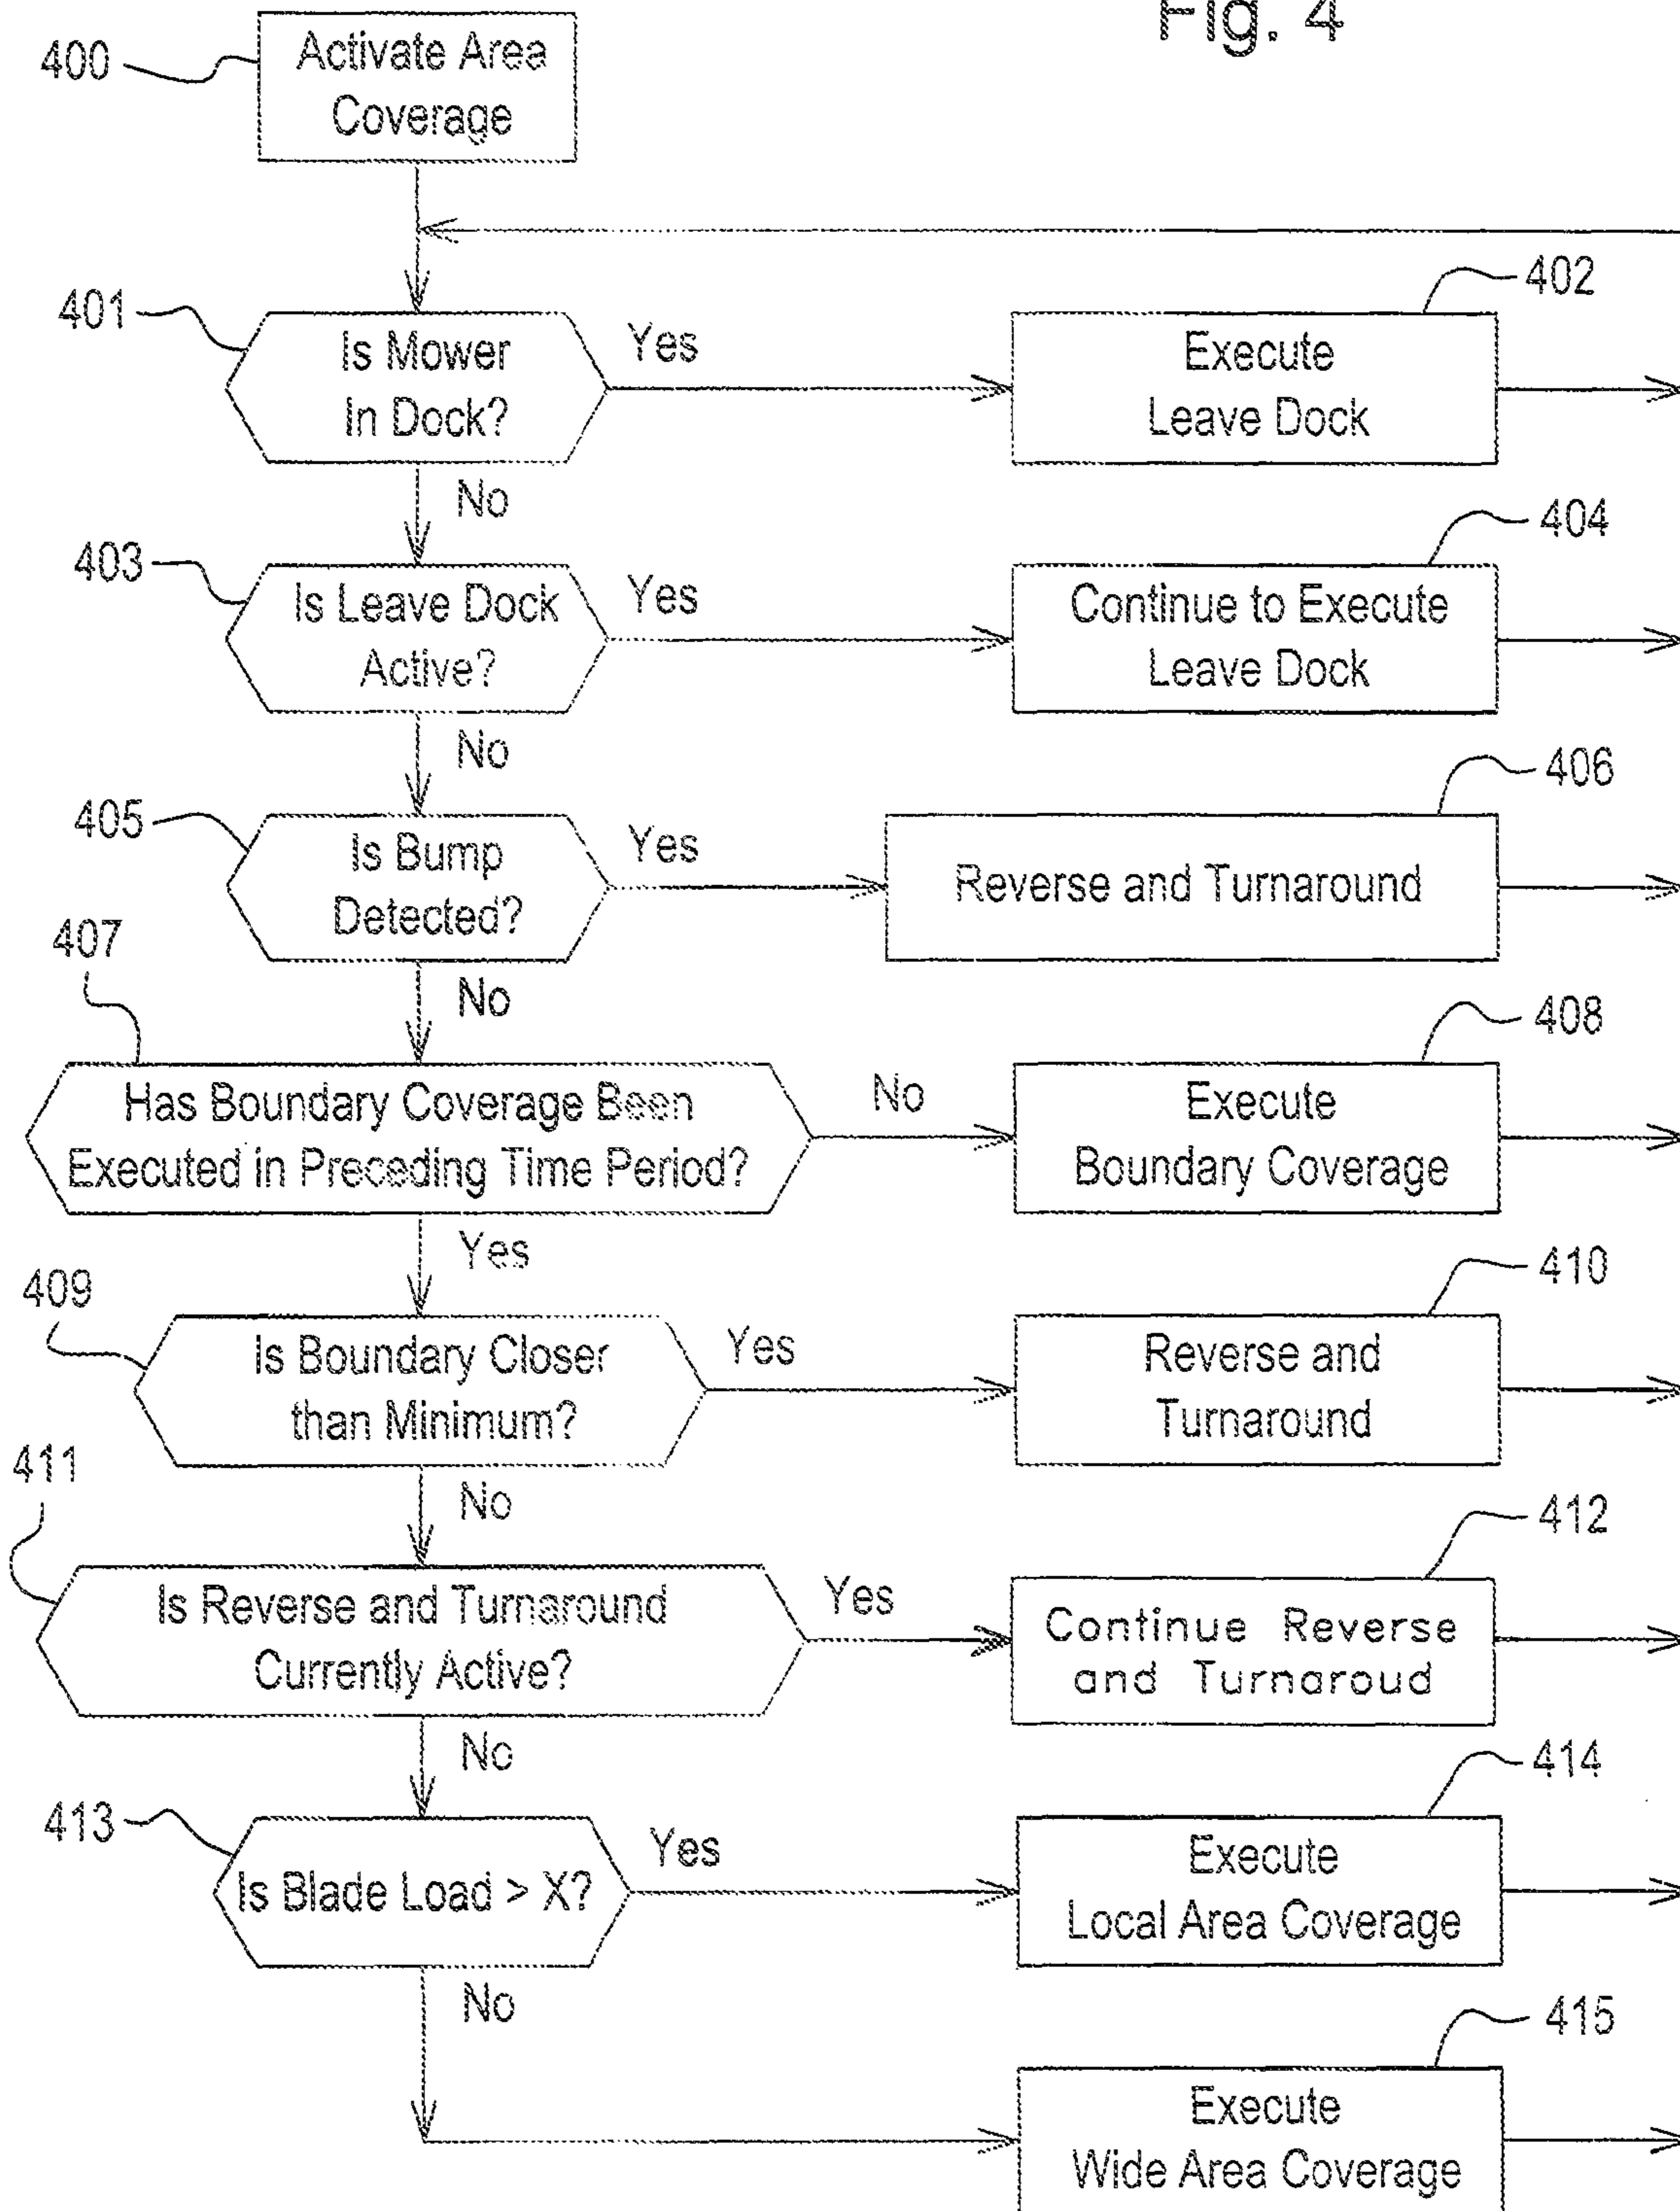 Fig. 4
400
Activate Area
Coverage
401
Is Mower
In Dock?
Yes
402
Execute
Leave Dock
No
403
Is Leave Dock
Active?
Yes
404
Continue to Execute
Leave Dock
No
405
Is Bump
Detected?
Yes
406
Reverse and Turnaround
No
407
Has Boundary Coverage Been
Executed in Preceding Time Period?
No
408
Execute
Boundary Coverage
Yes
409
Is Boundary Closer
than Minimum?
Yes
410
Reverse and
Turnaround
No
411
Is Reverse and Turnaround
Currently Active?
Yes
412
Continue Reverse
and Turnaroud
No
413
Is Blade Load > X?
Yes
414
Execute
Local Area Coverage
No
415
Execute
Wide Area Coverage